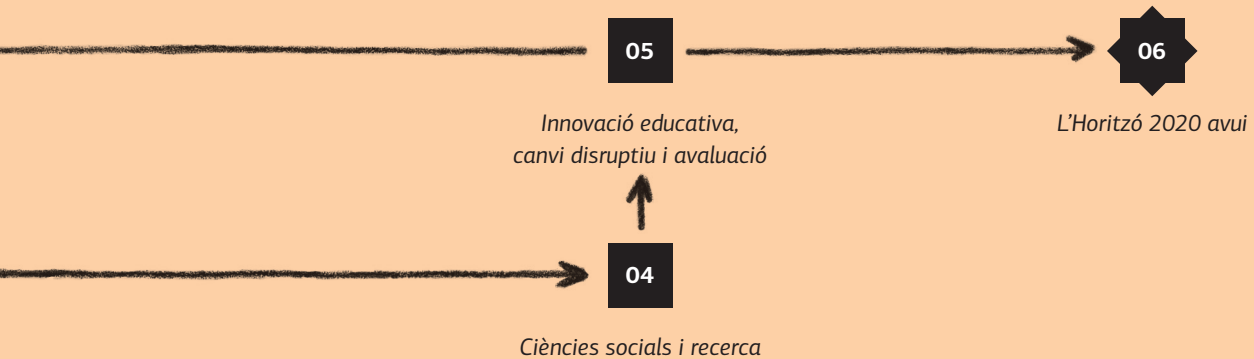 05
06
Innovació educativa,
canvi disruptiu i avaluació
L'Horitzó 2020 avui
04
Ciències socials i recerca